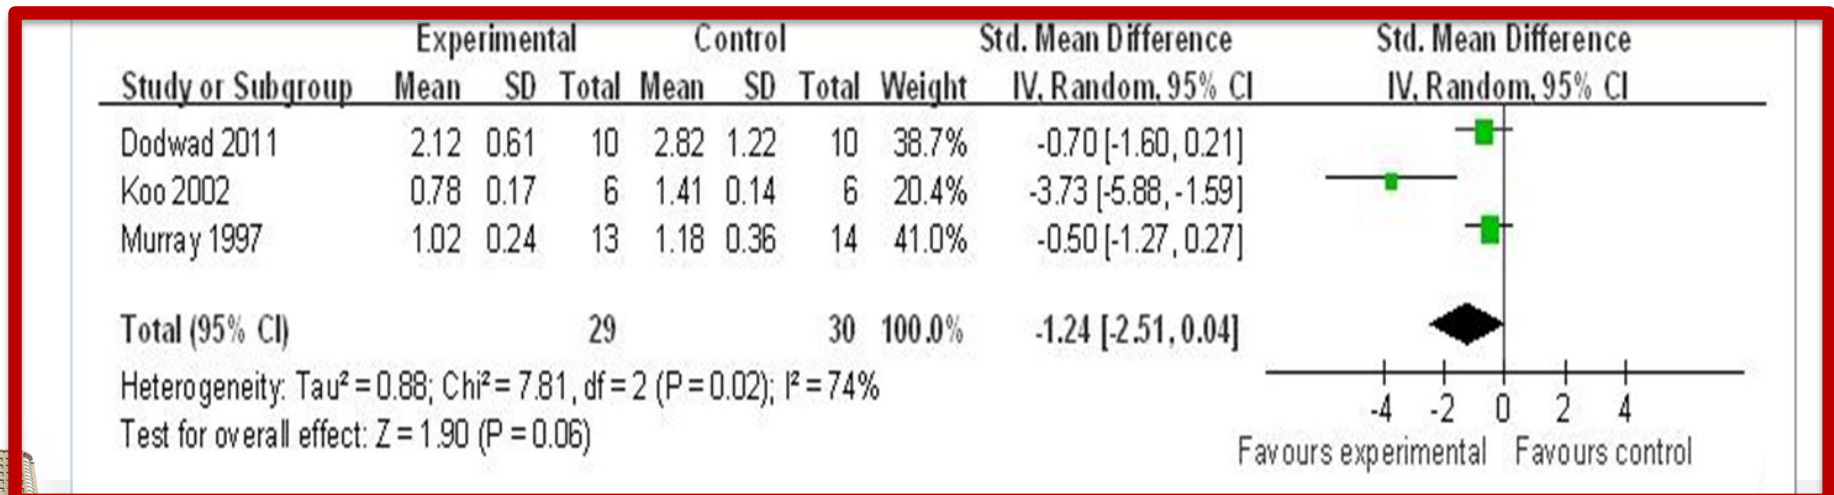 Experimental Control Std. Mean Difference Std. Mean Difference
Study or Subgroup Mean SD Total Mean SD Total Weight IV, Random, 95% CI IV, Random, 95% CI
Dodwad 2011 2.12 0.61 10 2.82 1.22 10 38.7% -0.70 [-1.60, 0.21]
Koo 2002 0.78 0.17 6 1.41 0.14 6 20.4% -3.73 [-5.88, -1.59]
Murray 1997 1.02 0.24 13 1.18 0.36 14 41.0% -0.50 [-1.27, 0.27]
Total (95% CI) 29 30 100.0% -1.24 [-2.51, 0.04]
Heterogeneity: Tau² = 0.88; Chi² = 7.81, df = 2 (P = 0.02); I² = 74%
Test for overall effect: Z = 1.90 (P = 0.06)
-4 -2 0 2 4
Favours experimental Favours control